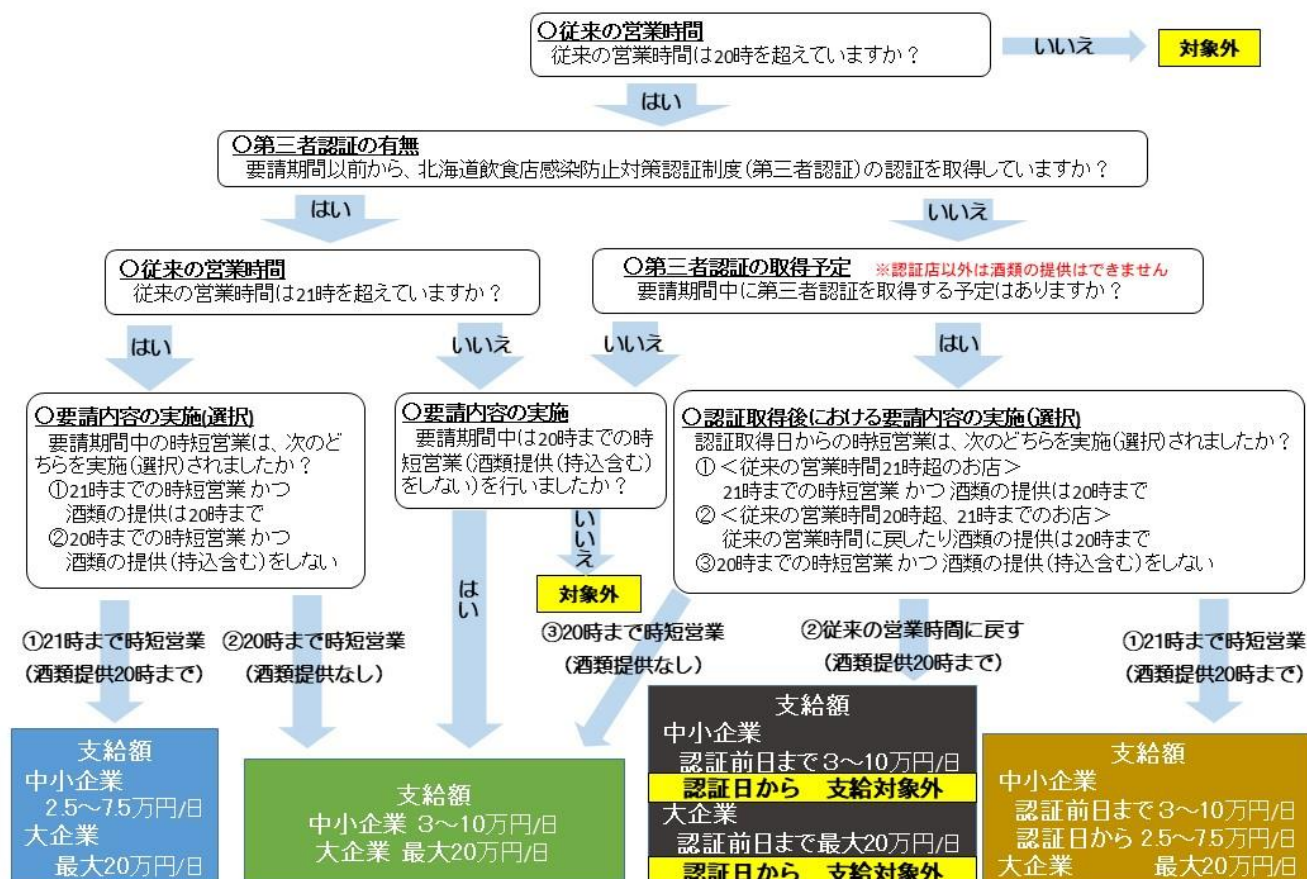 〇従来の営業時間
従来の営業時間は20時を超えていますか？
いいえ
対象外
はい
〇第三者認証の有無
要請期間以前から、北海道飲食店感染防止対策認証制度(第三者認証)の認証を取得していますか？
はい
いいえ
〇従来の営業時間
従来の営業時間は21時を超えていますか？
〇第三者認証の取得予定 ※認証店以外は酒類の提供はできません
要請期間中に第三者認証を取得する予定はありますか？
はい
いいえ
いいえ
はい
〇要請内容の実施(選択)
要請期間中の時短営業は、次のど
ちらを実施(選択)されましたか？
①21時までの時短営業 かつ
酒類の提供は20時まで
②20時までの時短営業 かつ
酒類の提供(持込含む)をしない
〇要請内容の実施
要請期間中は20時までの時
短営業(酒類提供(持込含む)
をしない)を行いましたか？
〇認証取得後における要請内容の実施(選択)
認証取得日からの時短営業は、次のどちらを実施(選択)されましたか？
①＜従来の営業時間21時超のお店＞
21時までの時短営業 かつ 酒類の提供は20時まで
②＜従来の営業時間20時超、21時までのお店＞
従来の営業時間に戻したり酒類の提供は20時まで
③20時までの時短営業 かつ 酒類の提供(持込含む)をしない
はい
いいえ
対象外
①21時まで時短営業
(酒類提供20時まで)
②20時まで時短営業
(酒類提供なし)
③20時まで時短営業
(酒類提供なし)
②従来の営業時間に戻す
(酒類提供20時まで)
①21時まで時短営業
(酒類提供20時まで)
支給額
中小企業
2.5～7.5万円/日
大企業
最大20万円/日
支給額
中小企業 3～10万円/日
大企業 最大20万円/日
支給額
中小企業
認証前日まで3～10万円/日
認証日から 支給対象外
大企業
認証前日まで最大20万円/日
認証日から 支給対象外
支給額
中小企業
認証前日まで3～10万円/日
認証日から 2.5～7.5万円/日
大企業 最大20万円/日